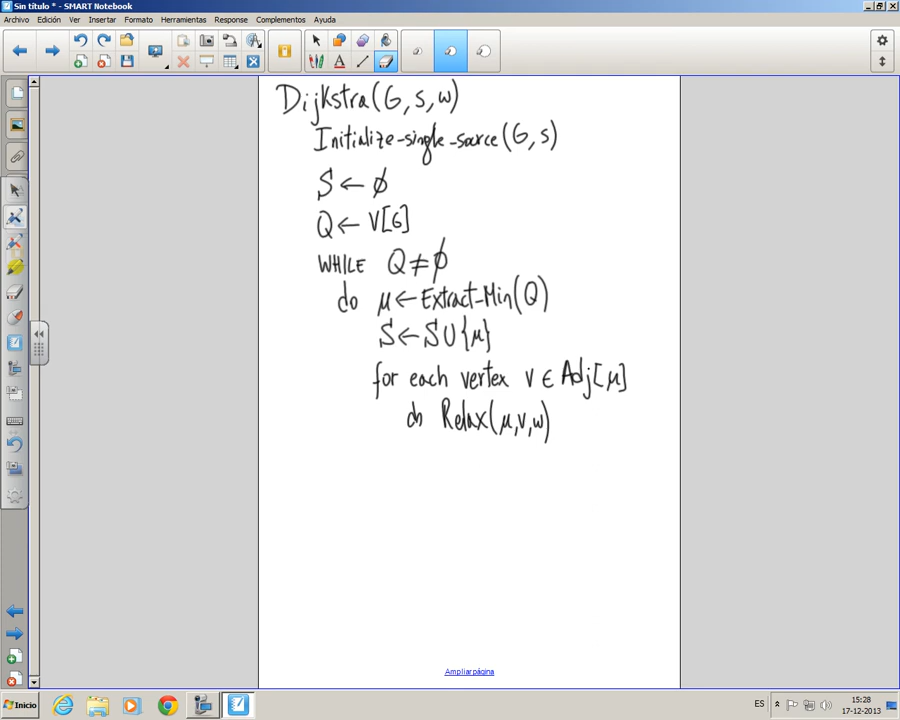 Sin título * - SMART Notebook
Archivo Edición Ver Insertar Formato Herramientas Response Complementos Ayuda
Dijkstra(G, s, w)
Initialize-single-source(G, s)
S ← ∅
Q ← V[G]
WHILE Q ≠ ∅
do μ ← Extract-Min(Q)
S ← S ∪ {μ}
for each vertex v ∈ Adj[μ]
do Relax(μ, v, w)
Ampliar página
Inicio
ES
15:28
17-12-2013